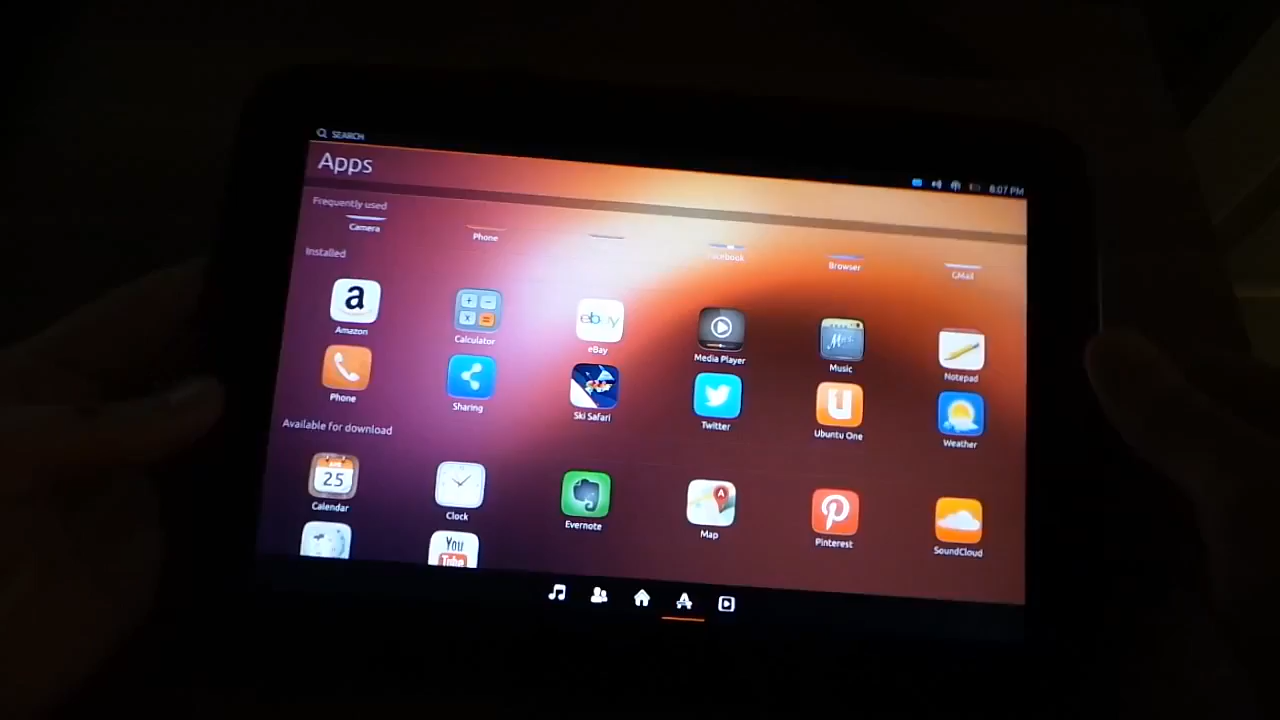 SEARCH
Apps
8:07 PM
Frequently used
Camera
Phone
Facebook
Browser
GMail
Installed
a
ebay
Amazon
Calculator
eBay
Media Player
Music
Notepad
u
Phone
Sharing
Ski Safari
Twitter
Ubuntu One
Weather
Available for download
25
A
Calendar
Clock
Evernote
Map
Pinterest
SoundCloud
You
Tube